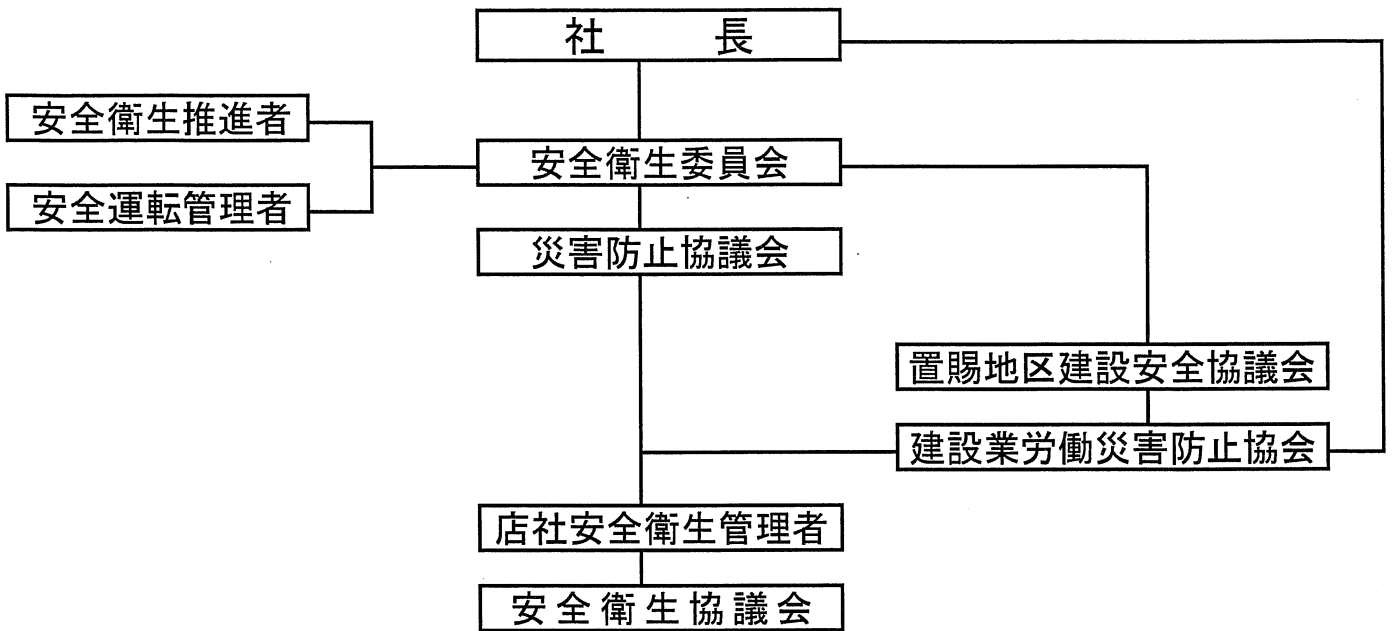 社　長
安全衛生推進者
安全衛生委員会
安全運転管理者
災害防止協議会
置賜地区建設安全協議会
建設業労働災害防止協会
店社安全衛生管理者
安全衛生協議会